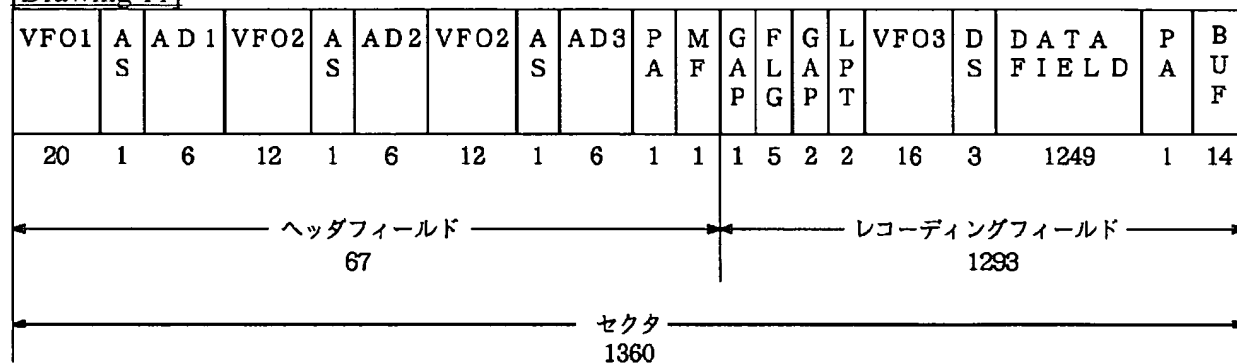 Drawing 11]
VFO1 AS AD1 VFO2 AS AD2 VFO2 AS AD3 PA MF GAP FLG GAP LPT VFO3 DS DATA FIELD PA BUF
20 1 6 12 1 6 12 1 6 1 1 1 5 2 2 16 3 1249 1 14
ヘッダフィールド レコーディングフィールド
67 1293
セクタ
1360